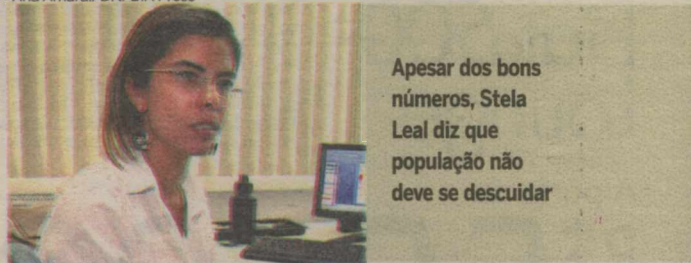 Apesar dos bons
números, Stela
Leal diz que
população não
deve se descuidar